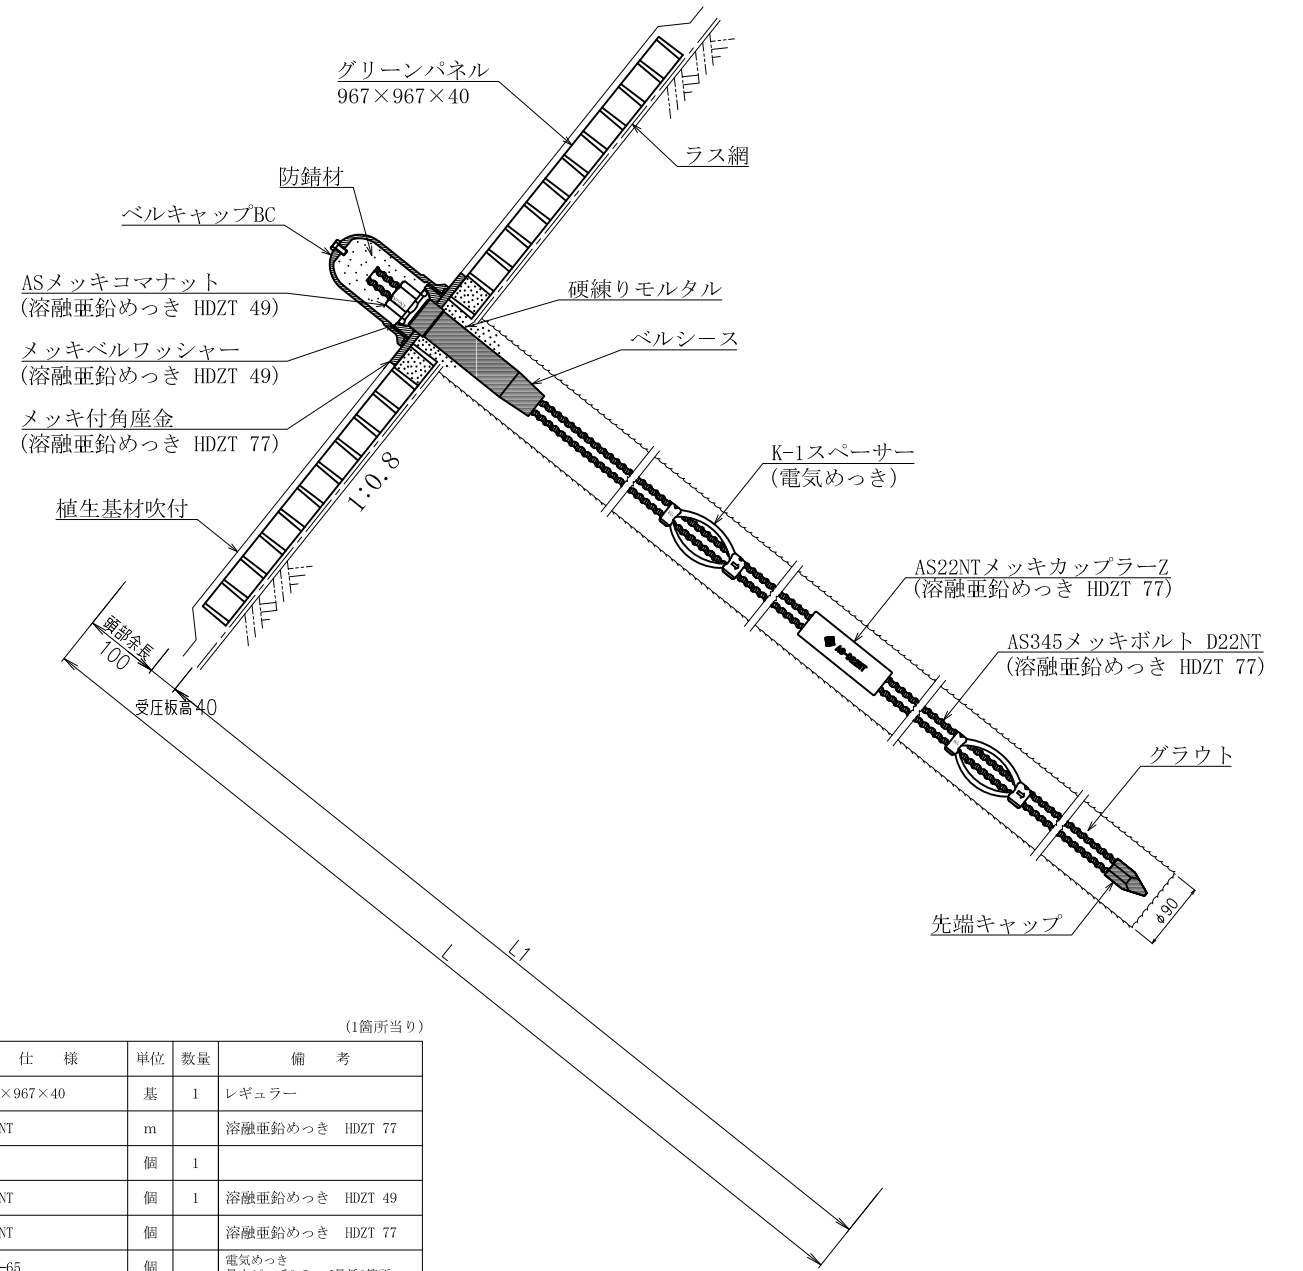 グリーンパネル
967×967×40
ラス網
防錆材
ベルキャップBC
ASメッキコマナット
(溶融亜鉛めっき HDZT 49)
硬練りモルタル
ベルシース
メッキベルワッシャー
(溶融亜鉛めっき HDZT 49)
メッキ付角座金
(溶融亜鉛めっき HDZT 77)
1:0.8
K-1スペーサー
(電気めっき)
植生基材吹付
AS22NTメッキカップラーZ
(溶融亜鉛めっき HDZT 77)
頭部余長
100
受圧板高40
AS345メッキボルト D22NT
(溶融亜鉛めっき HDZT 77)
グラウト
先端キャップ
φ90
L
L1
(1箇所当り)
仕 様 単位 数量 備 考
×967×40 基 1 レギュラー
NT m 溶融亜鉛めっき HDZT 77
個 1
NT 個 1 溶融亜鉛めっき HDZT 49
NT 個 溶融亜鉛めっき HDZT 77
-65 個 電気めっき